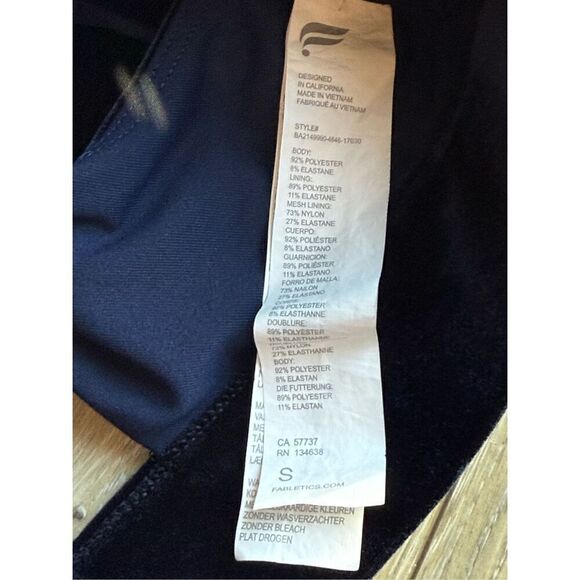 DESIGNED
IN CALIFORNIA
MADE IN VIETNAM
FABRIQUÉ AU VIETNAM
STYLE#
BA2149990-4646-17030
BODY:
92% POLYESTER
8% ELASTANE
LINING:
89% POLYESTER
11% ELASTANE
MESH LINING:
73% NYLON
27% ELASTANE
CUERPO:
92% POLIÉSTER
8% ELASTANO
GUARNICIÓN:
89% POLIÉSTER
11% ELASTANO
FORRO DE MALLA:
73% NAILON
27% ELASTANO
92% POLYESTER
8% ELASTHANNE
DOUBLURE:
89% POLYESTER
11% ELASTHANNE
73% NYLON
27% ELASTHANNE
BODY:
92% POLYESTER
8% ELASTAN
DIE FUTTERUNG:
89% POLYESTER
11% ELASTAN
CA 57737
RN 134638
S
FABLETICS.COM
KLEUREN
ZONDER WASVERZACHTER
ZONDER BLEACH
PLAT DROGEN